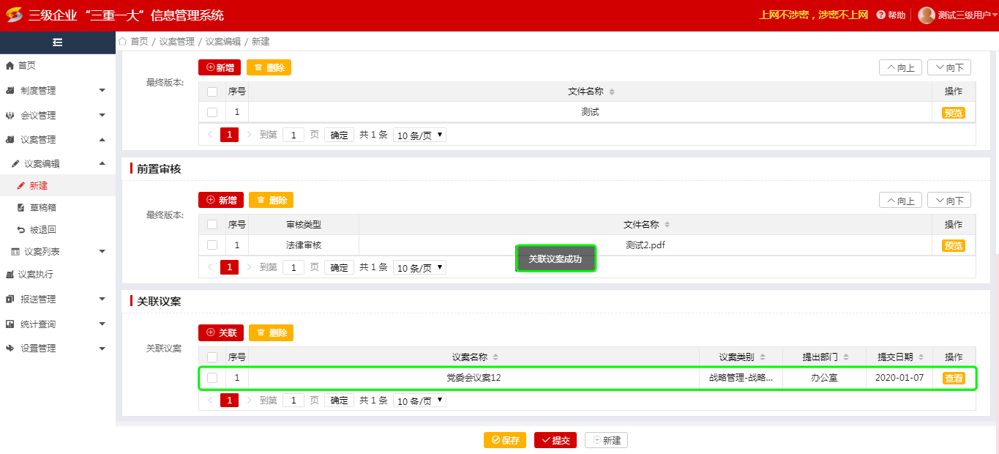 三级企业“三重一大”信息管理系统
上网不涉密，涉密不上网 帮助 测试三级用户
首页 / 议案管理 / 议案编辑 / 新建
首页
制度管理
会议管理
议案管理
议案编辑
新建
草稿箱
被退回
议案列表
议案执行
报送管理
统计查询
设置管理
最终版本:
新增 删除 向上 向下
序号 文件名称 操作
1 测试 预览
1 到第 1 页 确定 共 1 条 10 条/页
前置审核
最终版本:
新增 删除 向上 向下
序号 审核类型 文件名称 操作
1 法律审核 测试2.pdf 预览
1 到第 1 页 确定 共 1 条 10 条/页
关联议案成功
关联议案
关联议案
关联 删除
序号 议案名称 议案类别 提出部门 提交日期 操作
1 党委会议案12 战略管理-战略... 办公室 2020-01-07 查看
1 到第 1 页 确定 共 1 条 10 条/页
保存 提交 新建